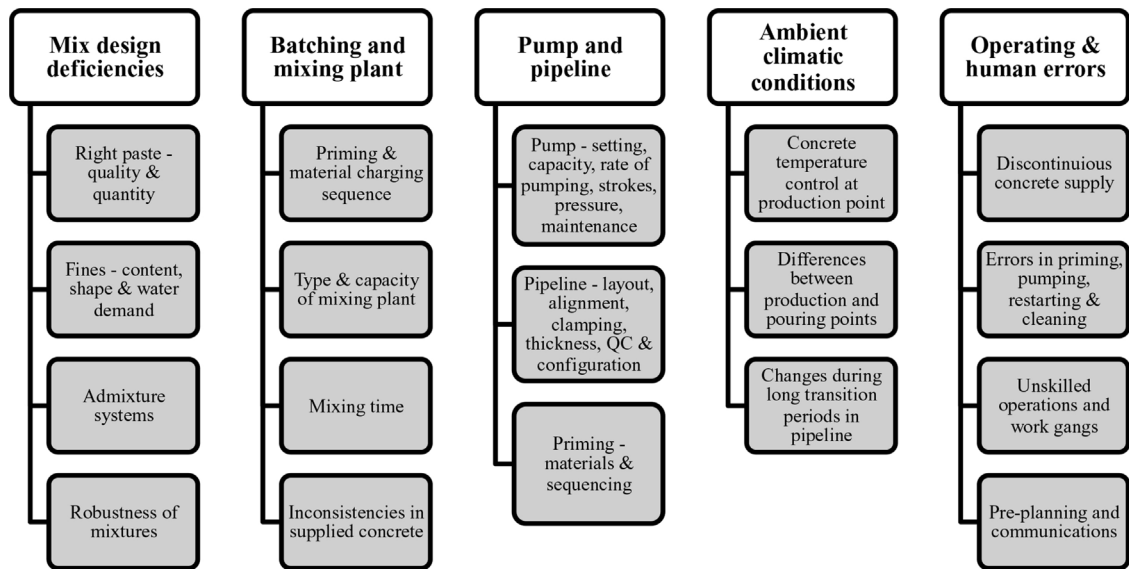 Mix design
deficiencies
Right paste -
quality &
quantity
Fines - content,
shape & water
demand
Admixture
systems
Robustness of
mixtures
Batching and
mixing plant
Priming &
material charging
sequence
Type & capacity
of mixing plant
Mixing time
Inconsistencies in
supplied concrete
Pump and
pipeline
Pump - setting,
capacity, rate of
pumping, strokes,
pressure,
maintenance
Pipeline - layout,
alignment,
clamping,
thickness, QC &
configuration
Priming -
materials &
sequencing
Ambient
climatic
conditions
Concrete
temperature
control at
production point
Differences
between
production and
pouring points
Changes during
long transition
periods in
pipeline
Operating &
human errors
Discontinuious
concrete supply
Errors in priming,
pumping,
restarting &
cleaning
Unskilled
operations and
work gangs
Pre-planning and
communications